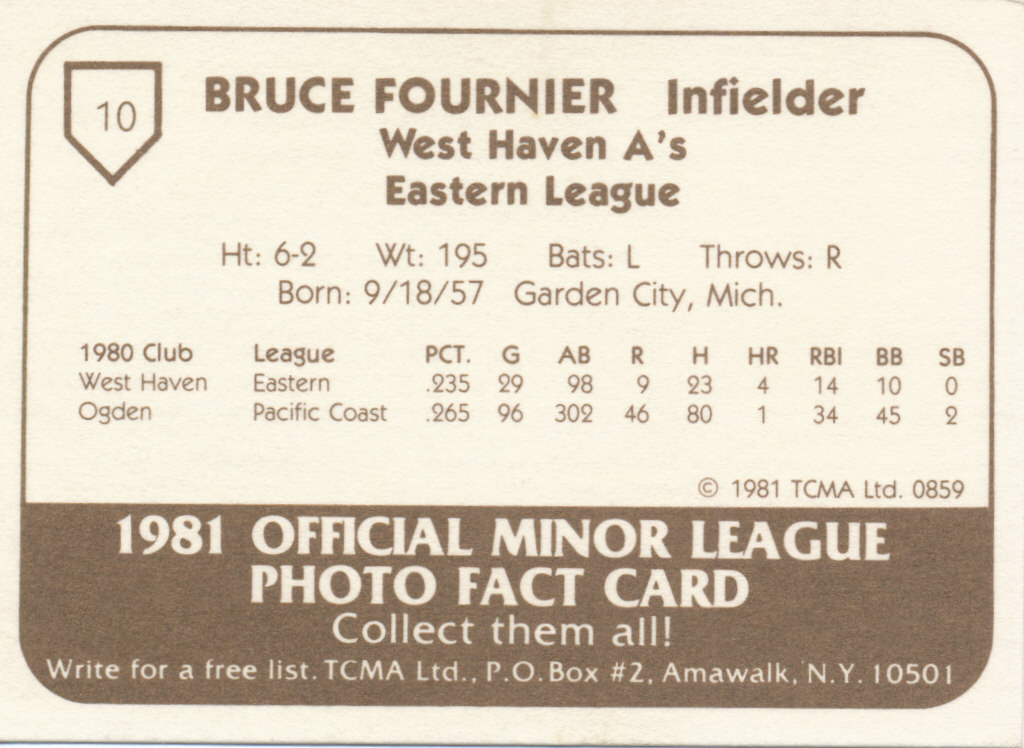 10
BRUCE FOURNIER Infielder
West Haven A's
Eastern League
Ht: 6-2 Wt: 195 Bats: L Throws: R
Born: 9/18/57 Garden City, Mich.
1980 Club League PCT. G AB R H HR RBI BB SB
West Haven Eastern .235 29 98 9 23 4 14 10 0
Ogden Pacific Coast .265 96 302 46 80 1 34 45 2
© 1981 TCMA Ltd. 0859
1981 OFFICIAL MINOR LEAGUE
PHOTO FACT CARD
Collect them all!
Write for a free list. TCMA Ltd., P.O. Box #2, Amawalk, N.Y. 10501